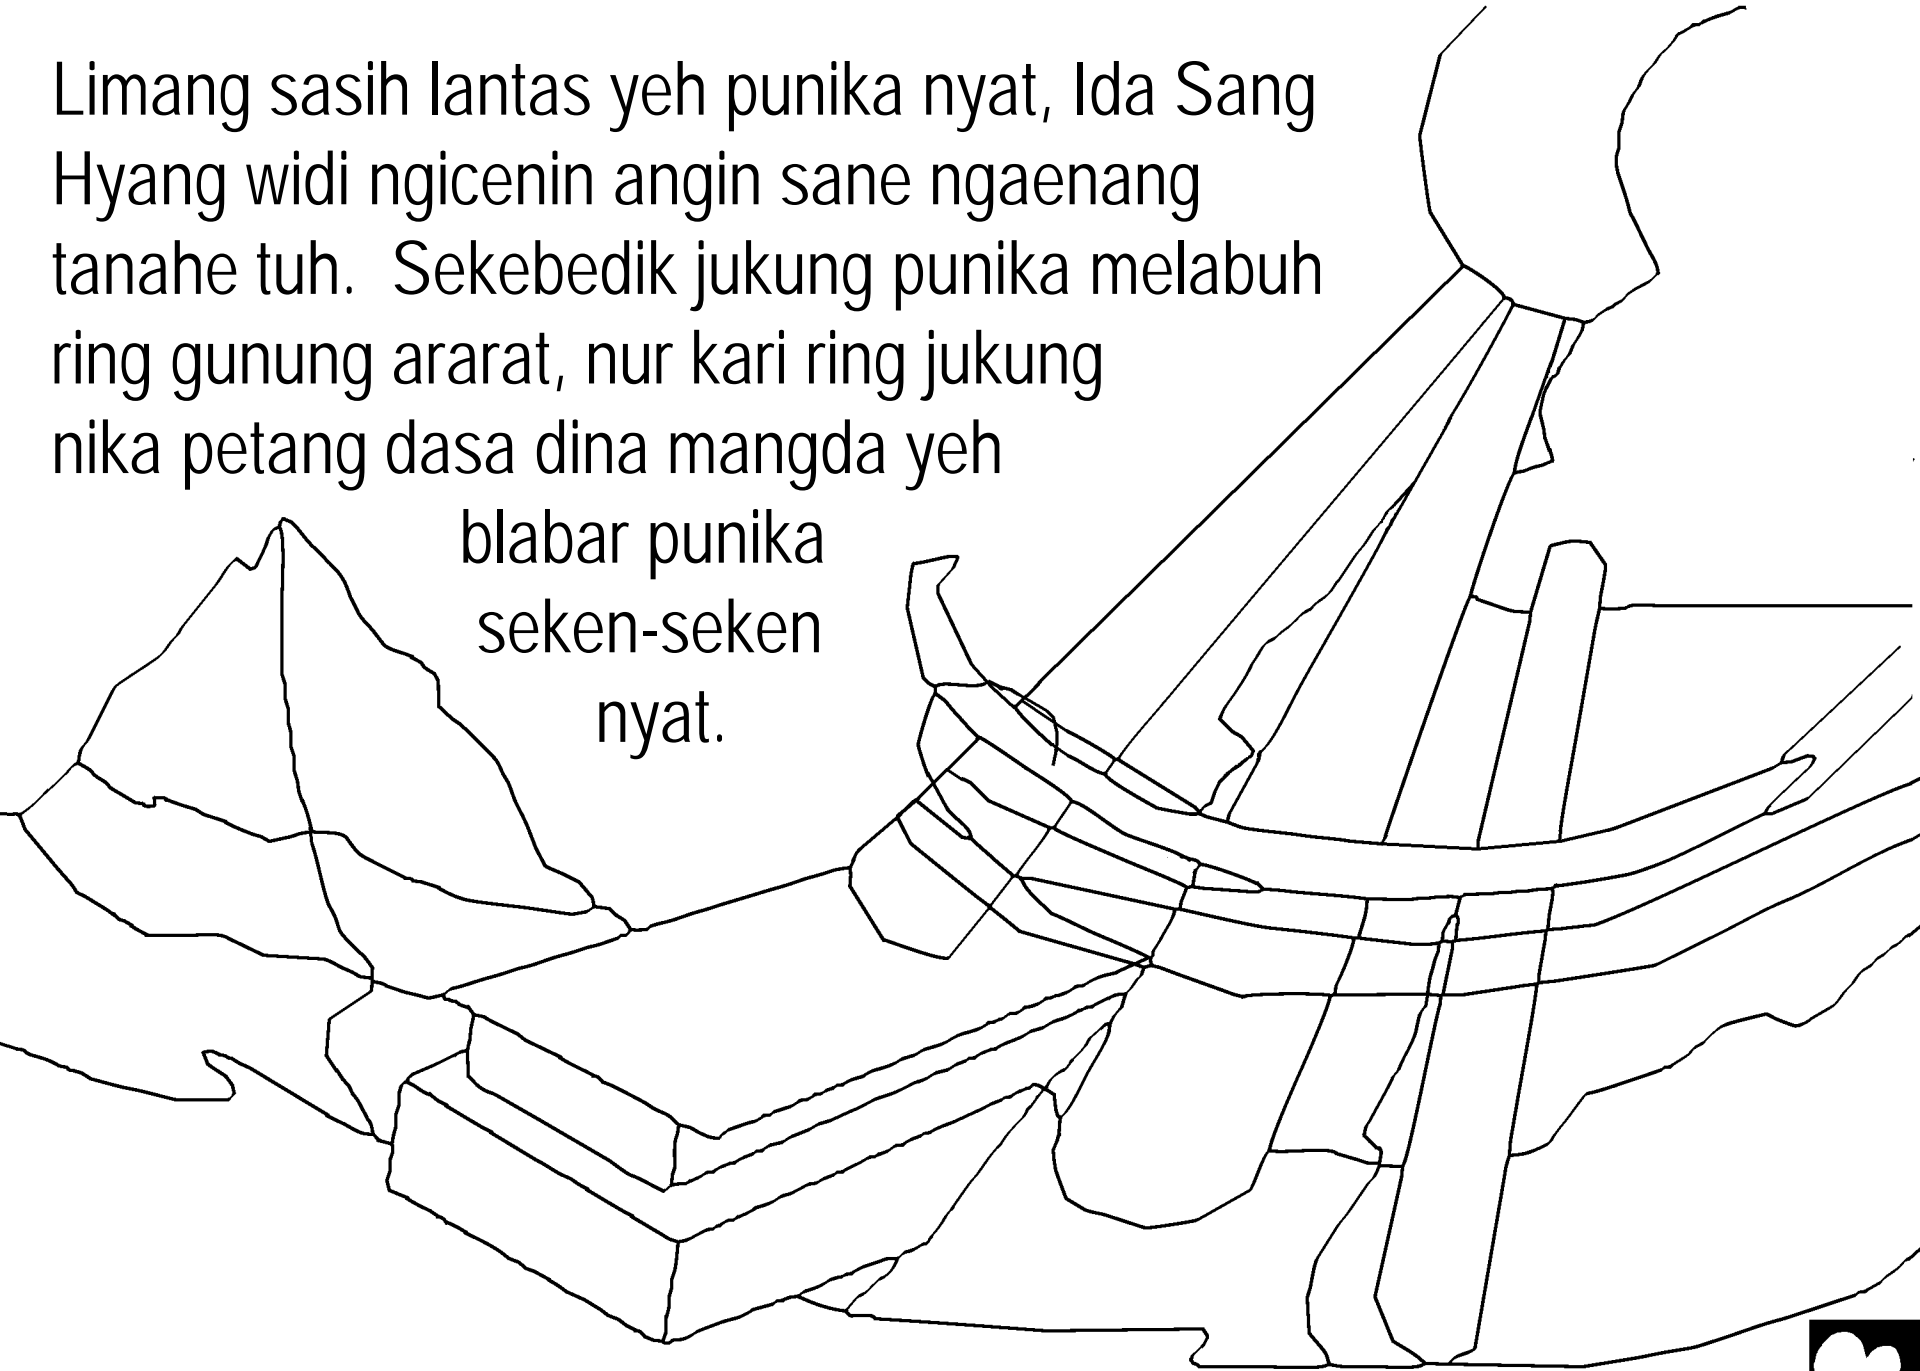 Limang sasih lantas yeh punika nyat, Ida Sang
Hyang widi ngicenin angin sane ngaenang
tanahe tuh.  Sekebedik jukung punika melabuh
ring gunung ararat, nur kari ring jukung
nika petang dasa dina mangda yeh
blabar punika
seken-seken
nyat.